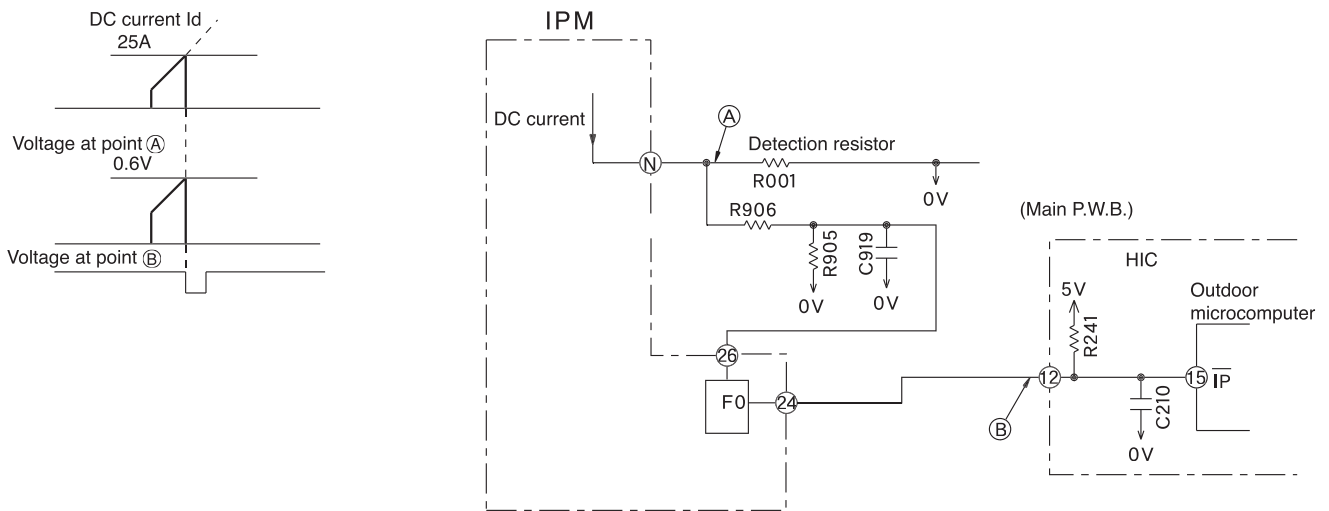 DC current Id
25A
Voltage at point Ⓐ
0.6V
Voltage at point Ⓑ
IPM
DC current
N
Ⓐ
Detection resistor
R001
0V
R906
R905
0V
C919
0V
26
F0
24
Ⓑ
(Main P.W.B.)
HIC
5V
R241
12
C210
0V
Outdoor
microcomputer
15
I̅P̅